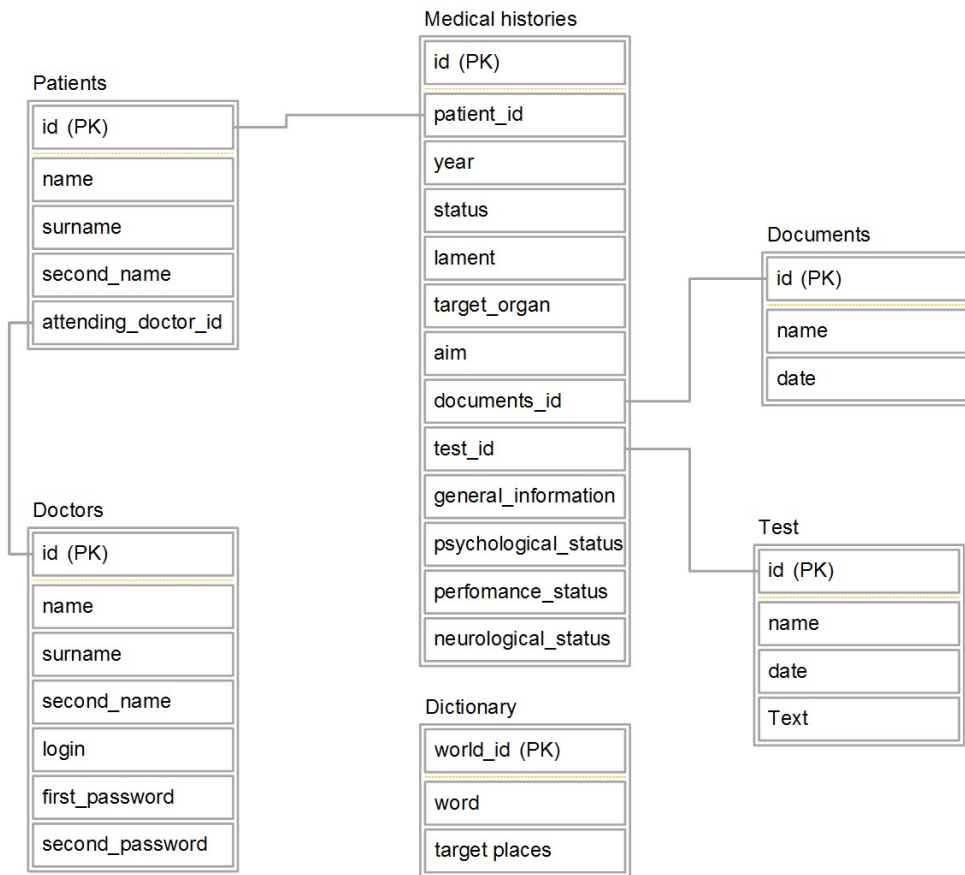 Medical histories
id (PK)
patient_id
year
status
lament
target_organ
aim
documents_id
test_id
general_information
psychological_status
perfomance_status
neurological_status
Patients
id (PK)
name
surname
second_name
attending_doctor_id
Documents
id (PK)
name
date
Doctors
id (PK)
name
surname
second_name
login
first_password
second_password
Test
id (PK)
name
date
Text
Dictionary
world_id (PK)
word
target places